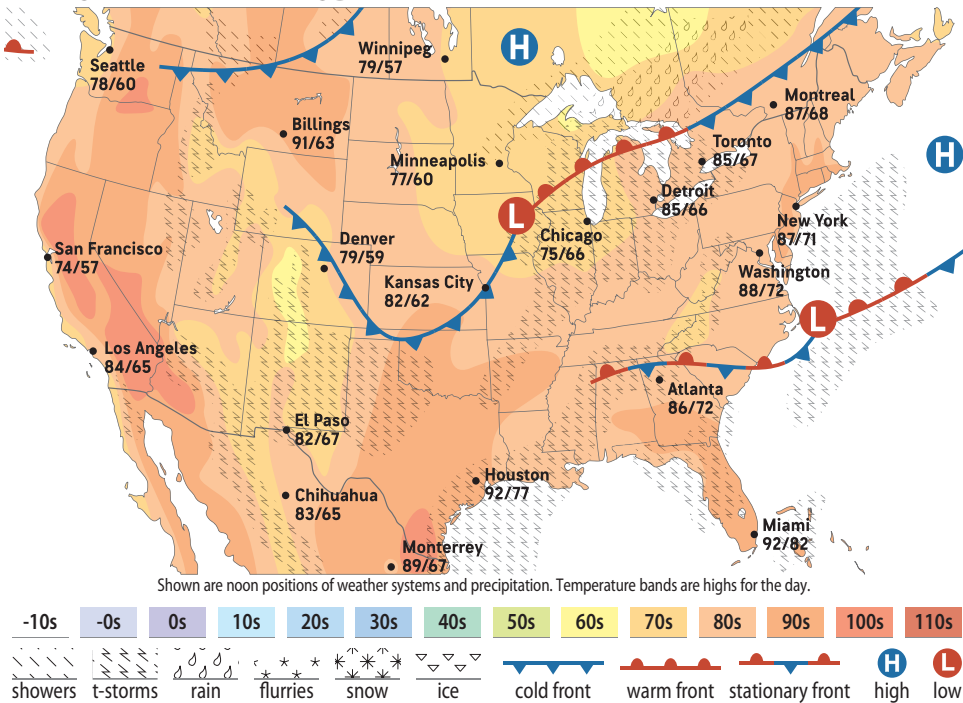 H
Winnipeg
79/57
Seattle
78/60
Montreal
87/68
Billings
91/63
Toronto
85/67
H
Minneapolis
77/60
Detroit
85/66
L
New York
87/71
Chicago
75/66
San Francisco
74/57
Denver
79/59
Washington
88/72
Kansas City
82/62
L
Los Angeles
84/65
Atlanta
86/72
El Paso
82/67
Houston
92/77
Chihuahua
83/65
Miami
92/82
Monterrey
89/67
Shown are noon positions of weather systems and precipitation. Temperature bands are highs for the day.
-10s -0s 0s 10s 20s 30s 40s 50s 60s 70s 80s 90s 100s 110s
H L
showers t-storms rain flurries snow ice cold front warm front stationary front high low